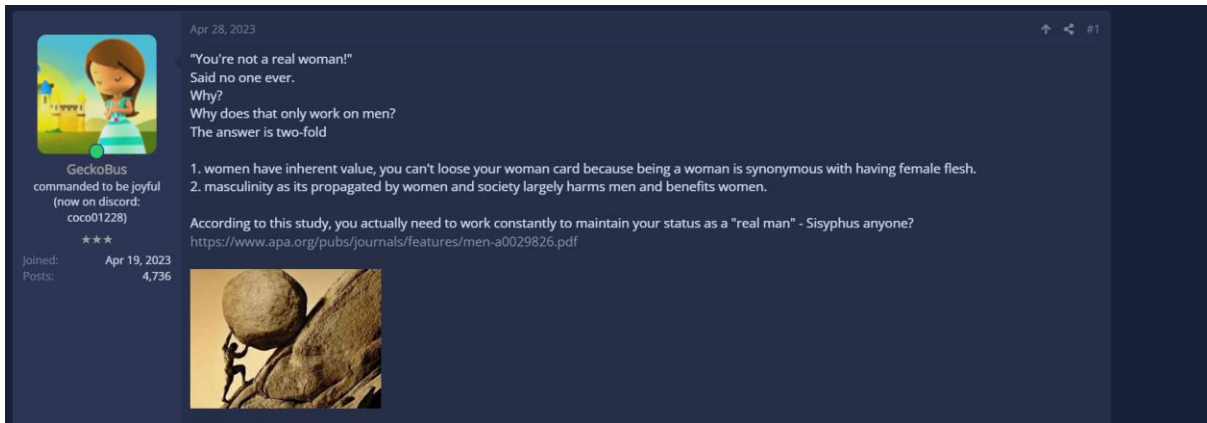 Apr 28, 2023
#1
"You're not a real woman!"
Said no one ever.
Why?
Why does that only work on men?
The answer is two-fold
1. women have inherent value, you can't loose your woman card because being a woman is synonymous with having female flesh.
2. masculinity as its propagated by women and society largely harms men and benefits women.
According to this study, you actually need to work constantly to maintain your status as a "real man" - Sisyphus anyone?
https://www.apa.org/pubs/journals/features/men-a0029826.pdf
GeckoBus
commanded to be joyful
(now on discord:
coco01228)
Joined: Apr 19, 2023
Posts: 4,736